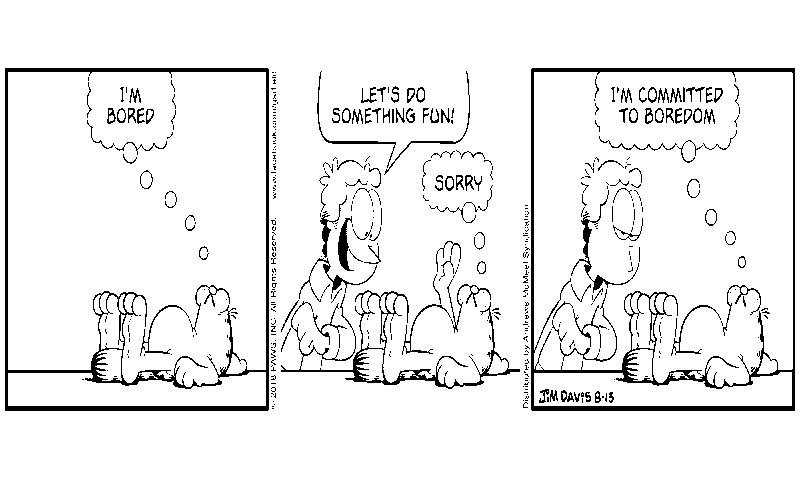 I'M
BORED
© 2018 PAWS, INC. All Rights Reserved.
LET'S DO
SOMETHING FUN!
SORRY
Distributed by Andrews McMeel Syndication
I'M COMMITTED
TO BOREDOM
JIM DAVIS 8-13